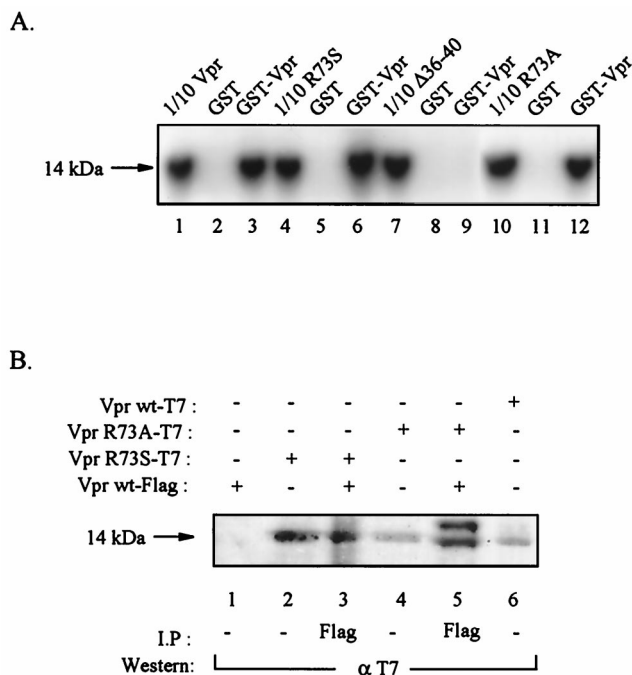 A.
1/10 Vpr GST GST-Vpr 1/10 R73S GST GST-Vpr 1/10 Δ36-40 GST GST-Vpr 1/10 R73A GST GST-Vpr
14 kDa
1 2 3 4 5 6 7 8 9 10 11 12
B.
Vpr wt-T7 : - - - - - +
Vpr R73A-T7 : - - - + + -
Vpr R73S-T7 : - + + - - -
Vpr wt-Flag : + - + - + -
14 kDa
1 2 3 4 5 6
I.P : - - Flag - Flag -
Western: α T7